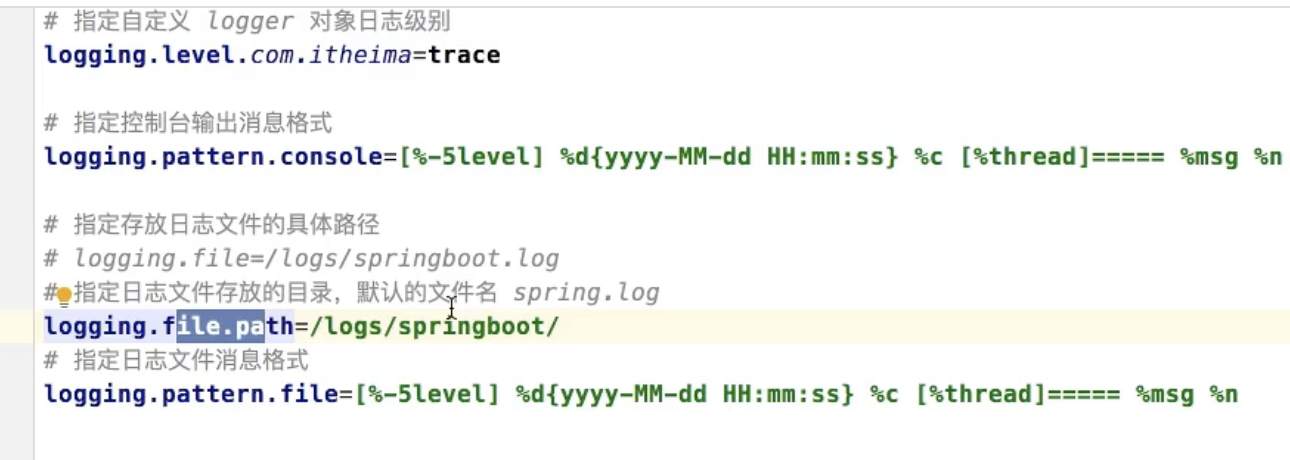 # 指定自定义 logger 对象日志级别
logging.level.com.itheima=trace
# 指定控制台输出消息格式
logging.pattern.console=[%-5level] %d{yyyy-MM-dd HH:mm:ss} %c [%thread]===== %msg %n
# 指定存放日志文件的具体路径
# logging.file=/logs/springboot.log
# 指定日志文件存放的目录，默认的文件名 spring.log
logging.file.path=/logs/springboot/
# 指定日志文件消息格式
logging.pattern.file=[%-5level] %d{yyyy-MM-dd HH:mm:ss} %c [%thread]===== %msg %n